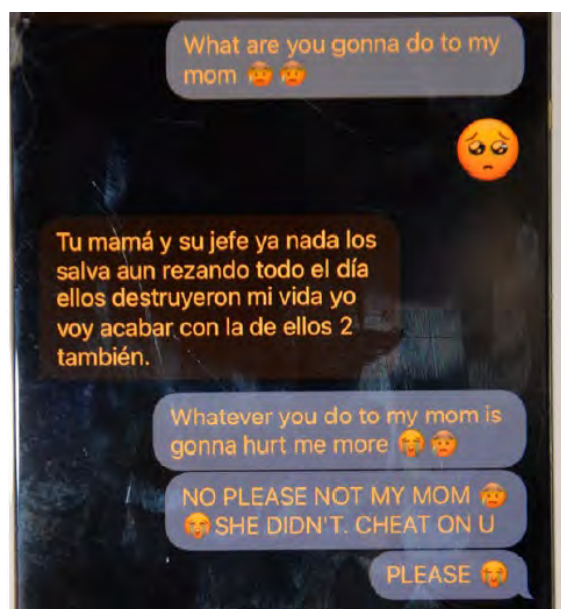 What are you gonna do to my
mom 🤕 🤕
🥺
Tu mamá y su jefe ya nada los
salva aun rezando todo el día
ellos destruyeron mi vida yo
voy acabar con la de ellos 2
también.
Whatever you do to my mom is
gonna hurt me more 😭 🤕
NO PLEASE NOT MY MOM 🤕
😭 SHE DIDN'T. CHEAT ON U
PLEASE 😭